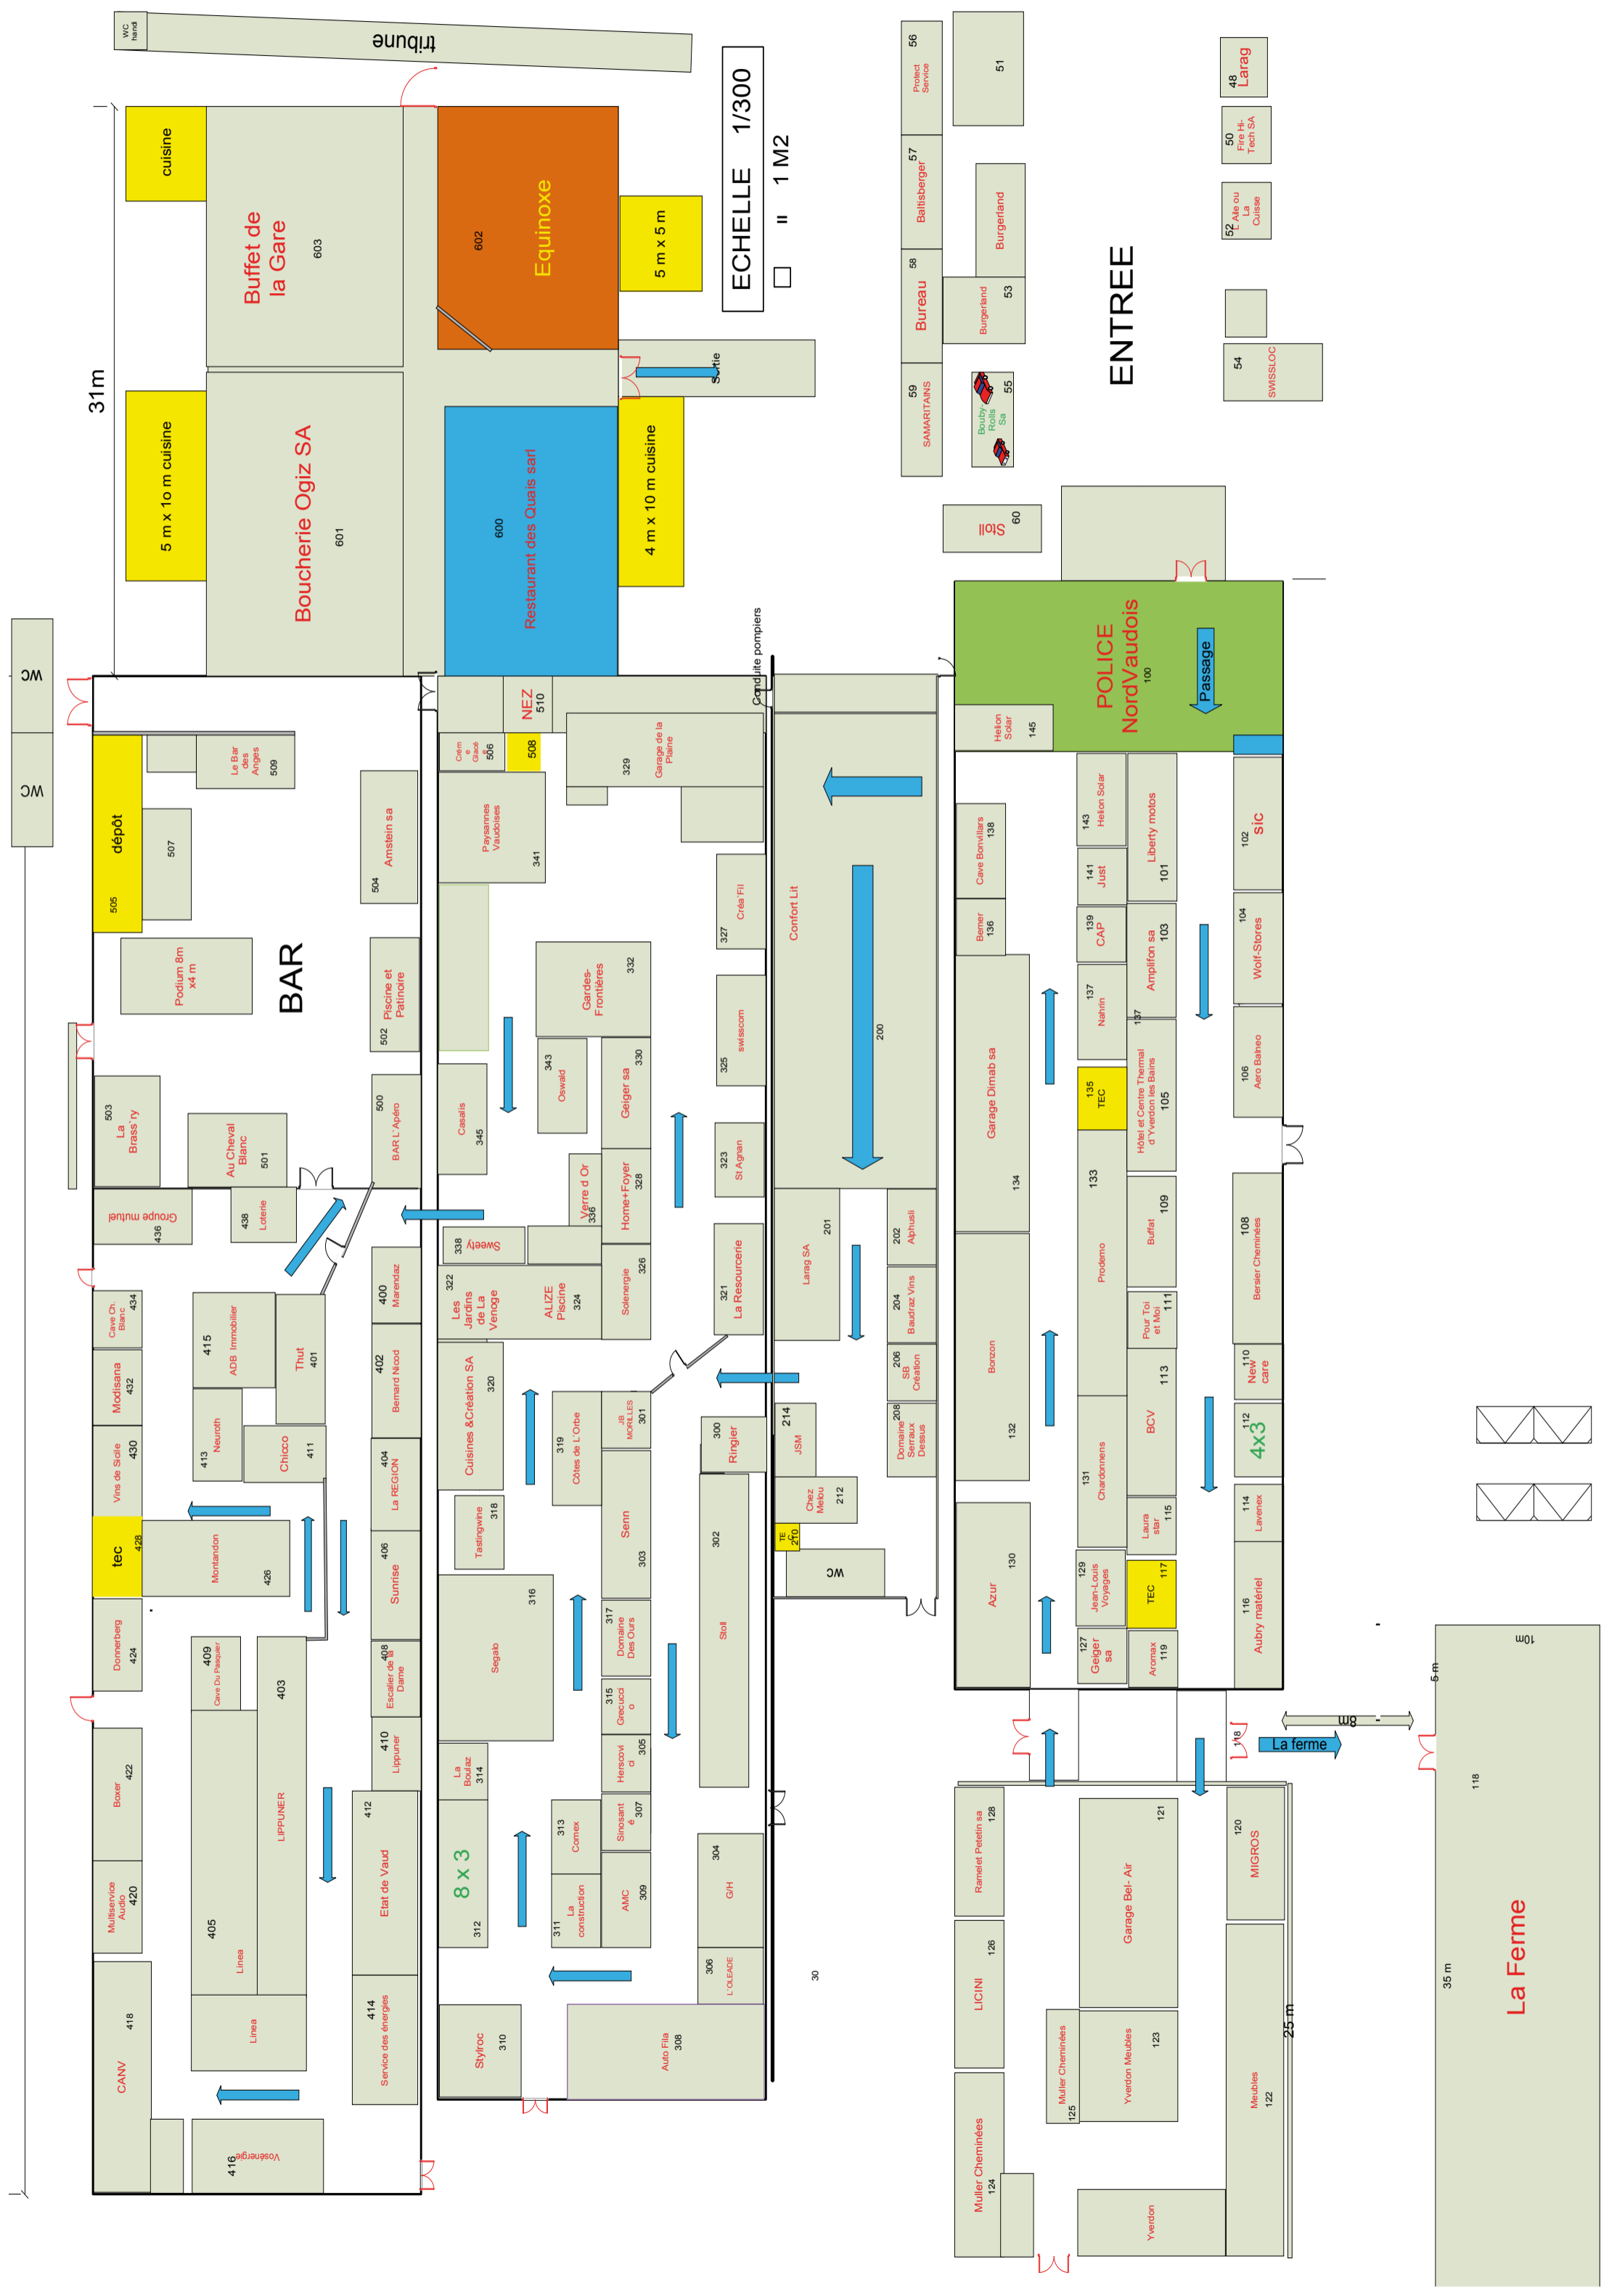 WC
handi
tribune
31m
cuisine
Buffet de
la Gare
603
602
Equinoxe
5 m x 5 m
ECHELLE 1/300
= 1 M2
5 m x 1o m cuisine
Boucherie Ogiz SA
601
Restaurant des Quais sarl
600
4 m x 10 m cuisine
Sortie
56
Protect
Service
51
57
Baltisberger
Burgerland
58
Bureau
53
Burgerland
59
SAMARITAINS
55
Bouby-
Rolls
Sa
60
Stoll
48
Larag
50
Fire Hi-
Tech SA
52
L'Aile ou
La
Cuisse
ENTREE
54
SWISSLOC
WC
WC
dépôt
505
Le Bar
des
Anges
509
507
Amstein sa
504
Podium 8m
x4 m
BAR
Piscine et
Patinoire
502
503
La
Brass`ry
Au Cheval
Blanc
501
500
BAR L`Apéro
Groupe mutuel
436
438
Loterie
434
Cave Ch.
Blanc
415
ADB Immobilier
Thut
401
400
Marendaz
Modisana
432
402
Bernard Nicod
413
Neuroth
Chicco
411
Vins de Sicile
430
404
La REGION
tec
428
Montandon
426
406
Sunrise
Donnerberg
424
409
Cave Du Pasquier
403
LIPPUNER
408
Escalier de la
Dame
410
Lippuner
Boxer
422
405
Linea
Multiservice
Audio
420
412
Etat de Vaud
CANV
418
Linea
414
Service des énergies
416
Vosénergie
NEZ
510
Conduite pompiers
Crèm
e
Glacé
506
508
329
Garage de la
Plaine
Paysannes
Vaudoises
341
327
Créa`Fil
Gardes-
Frontières
332
325
swisscom
343
Oswald
Geiger sa
330
Casalis
345
323
St Agnan
Verre d Or
336
Home+Foyer
328
338
Sweety
322
Les
Jardins
de La
Venoge
ALIZE
Piscine
324
Solenergie
326
321
La Resourcerie
Cuisines &Création SA
320
319
Côtes de L`Orbe
JB
MORILLES
301
300
Ringier
Tastingwine
318
Senn
303
302
Stoll
316
Segalo
317
Domaine
Des Ours
315
Grecucci
o
La
Boulaz
314
Herscovi
ci
305
8 x 3
312
313
Comex
Sinosant
é
307
311
La
construction
AMC
309
304
G/H
306
L`OLEADE
Stylroc
310
Auto Fila
308
30
Confort Lit
200
Larag SA
201
202
Alphusli
204
Baudraz Vins
206
SB
Création
208
Domaine
Serraux
Dessus
214
JSM
Chez
Melou
212
TE
C
210
WC
POLICE
NordVaudois
100
Passage
Helion
Solar
145
Cave Bonvillars
138
143
Helion Solar
Liberty motos
101
102
sic
141
Just
Berner
136
139
CAP
Amplifon sa
103
104
Wolf-Stores
137
Nahrin
137
Garage Dimab sa
134
135
TEC
Hôtel et Centre Thermal
d`Yverdon les Bains
105
106
Aero Balneo
133
Prodemo
Buffat
109
108
Bersier Cheminées
Bonzon
132
Pour Toi
et Moi
111
110
New
care
113
BCV
112
4x3
131
Chardonnens
Laura
star
115
114
Lavenex
Azur
130
129
Jean-Louis
Voyages
TEC
117
116
Aubry matériel
127
Geiger
sa
Aromax
119
118
La ferme
8m
5 m
10m
118
35 m
La Ferme
Ramelet Petetin sa
128
121
Garage Bel- Air
120
MIGROS
LICINI
126
Muller Cheminées
125
Yverdon Meubles
123
Meubles
122
25 m
Muller Cheminées
124
Yverdon